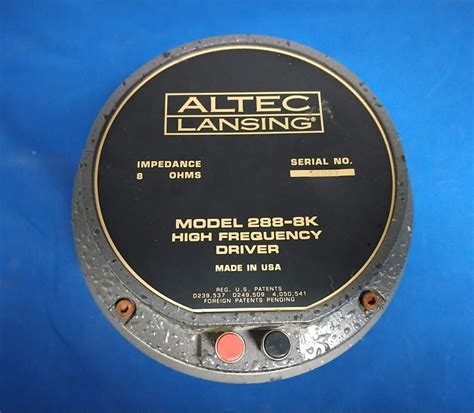 ALTEC
LANSING®
IMPEDANCE
8 OHMS
SERIAL NO.
MODEL 288-8K
HIGH FREQUENCY
DRIVER
MADE IN USA
REG. U.S. PATENTS
D239,537 D249,509 4,050,541
FOREIGN PATENTS PENDING